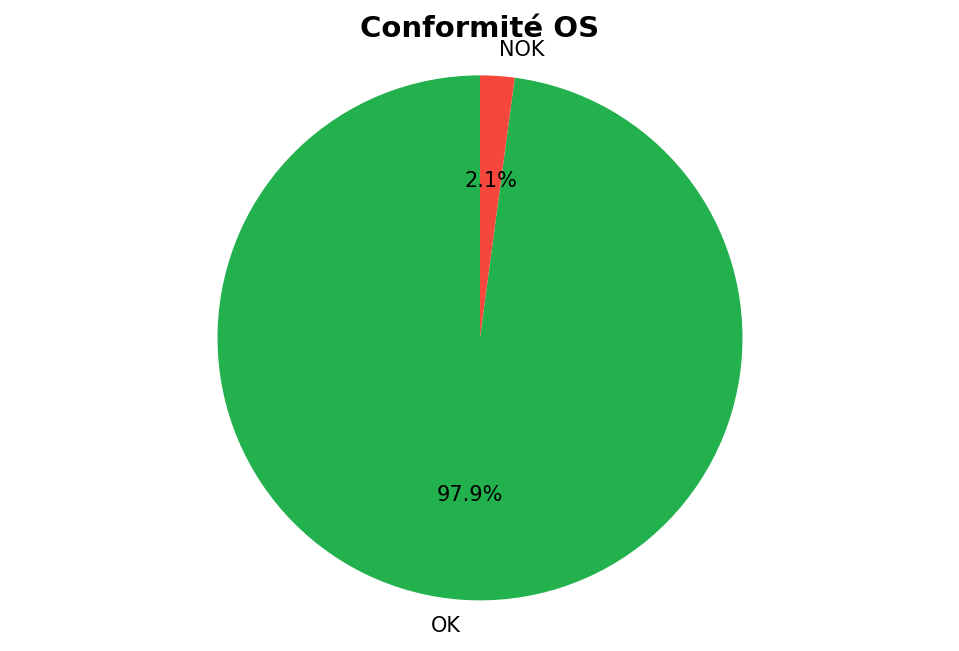 Conformité OS
NOK
2.1%
97.9%
OK